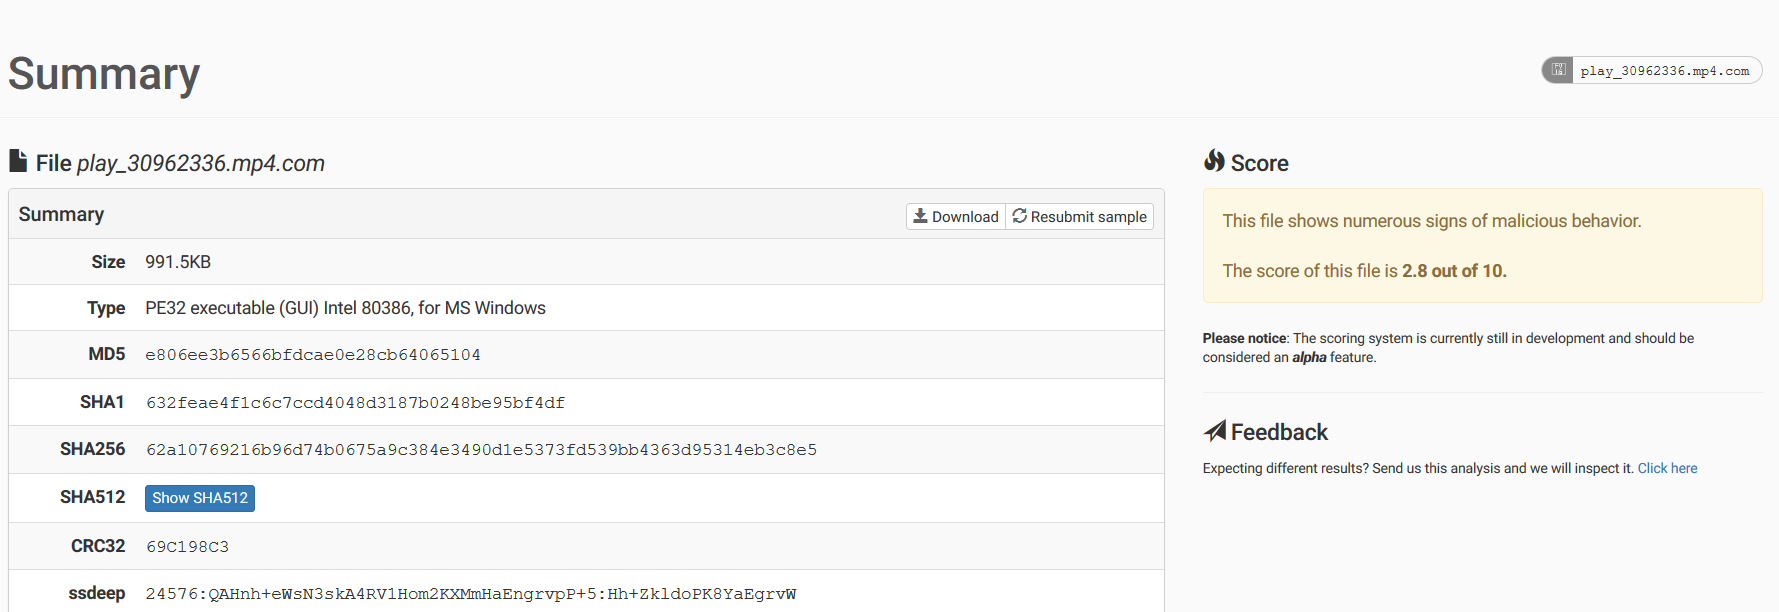 Summary
play_30962336.mp4.com
File play_30962336.mp4.com
Summary
Download
Resubmit sample
Size 991.5KB
Type PE32 executable (GUI) Intel 80386, for MS Windows
MD5 e806ee3b6566bfdcae0e28cb64065104
SHA1 632feae4f1c6c7ccd4048d3187b0248be95bf4df
SHA256 62a10769216b96d74b0675a9c384e3490d1e5373fd539bb4363d95314eb3c8e5
SHA512 Show SHA512
CRC32 69C198C3
ssdeep 24576:QAHnh+eWsN3skA4RV1Hom2KXMmHaEngrvpP+5:Hh+ZkldoPK8YaEgrvW
Score
This file shows numerous signs of malicious behavior.
The score of this file is 2.8 out of 10.
Please notice: The scoring system is currently still in development and should be
considered an alpha feature.
Feedback
Expecting different results? Send us this analysis and we will inspect it. Click here